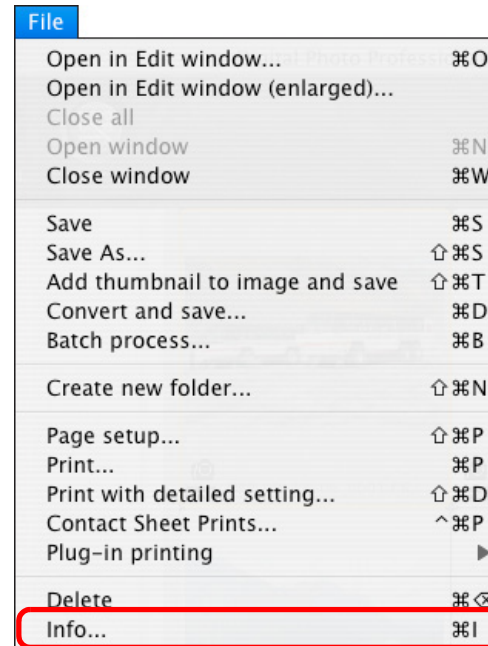 File
Open in Edit window... ⌘O
Open in Edit window (enlarged)...
Close all
Open window ⌘N
Close window ⌘W
Save ⌘S
Save As... ⇧⌘S
Add thumbnail to image and save ⇧⌘T
Convert and save... ⌘D
Batch process... ⌘B
Create new folder... ⇧⌘N
Page setup... ⇧⌘P
Print... ⌘P
Print with detailed setting... ⇧⌘D
Contact Sheet Prints... ^⌘P
Plug-in printing ▶
Delete ⌘⌫
Info... ⌘I